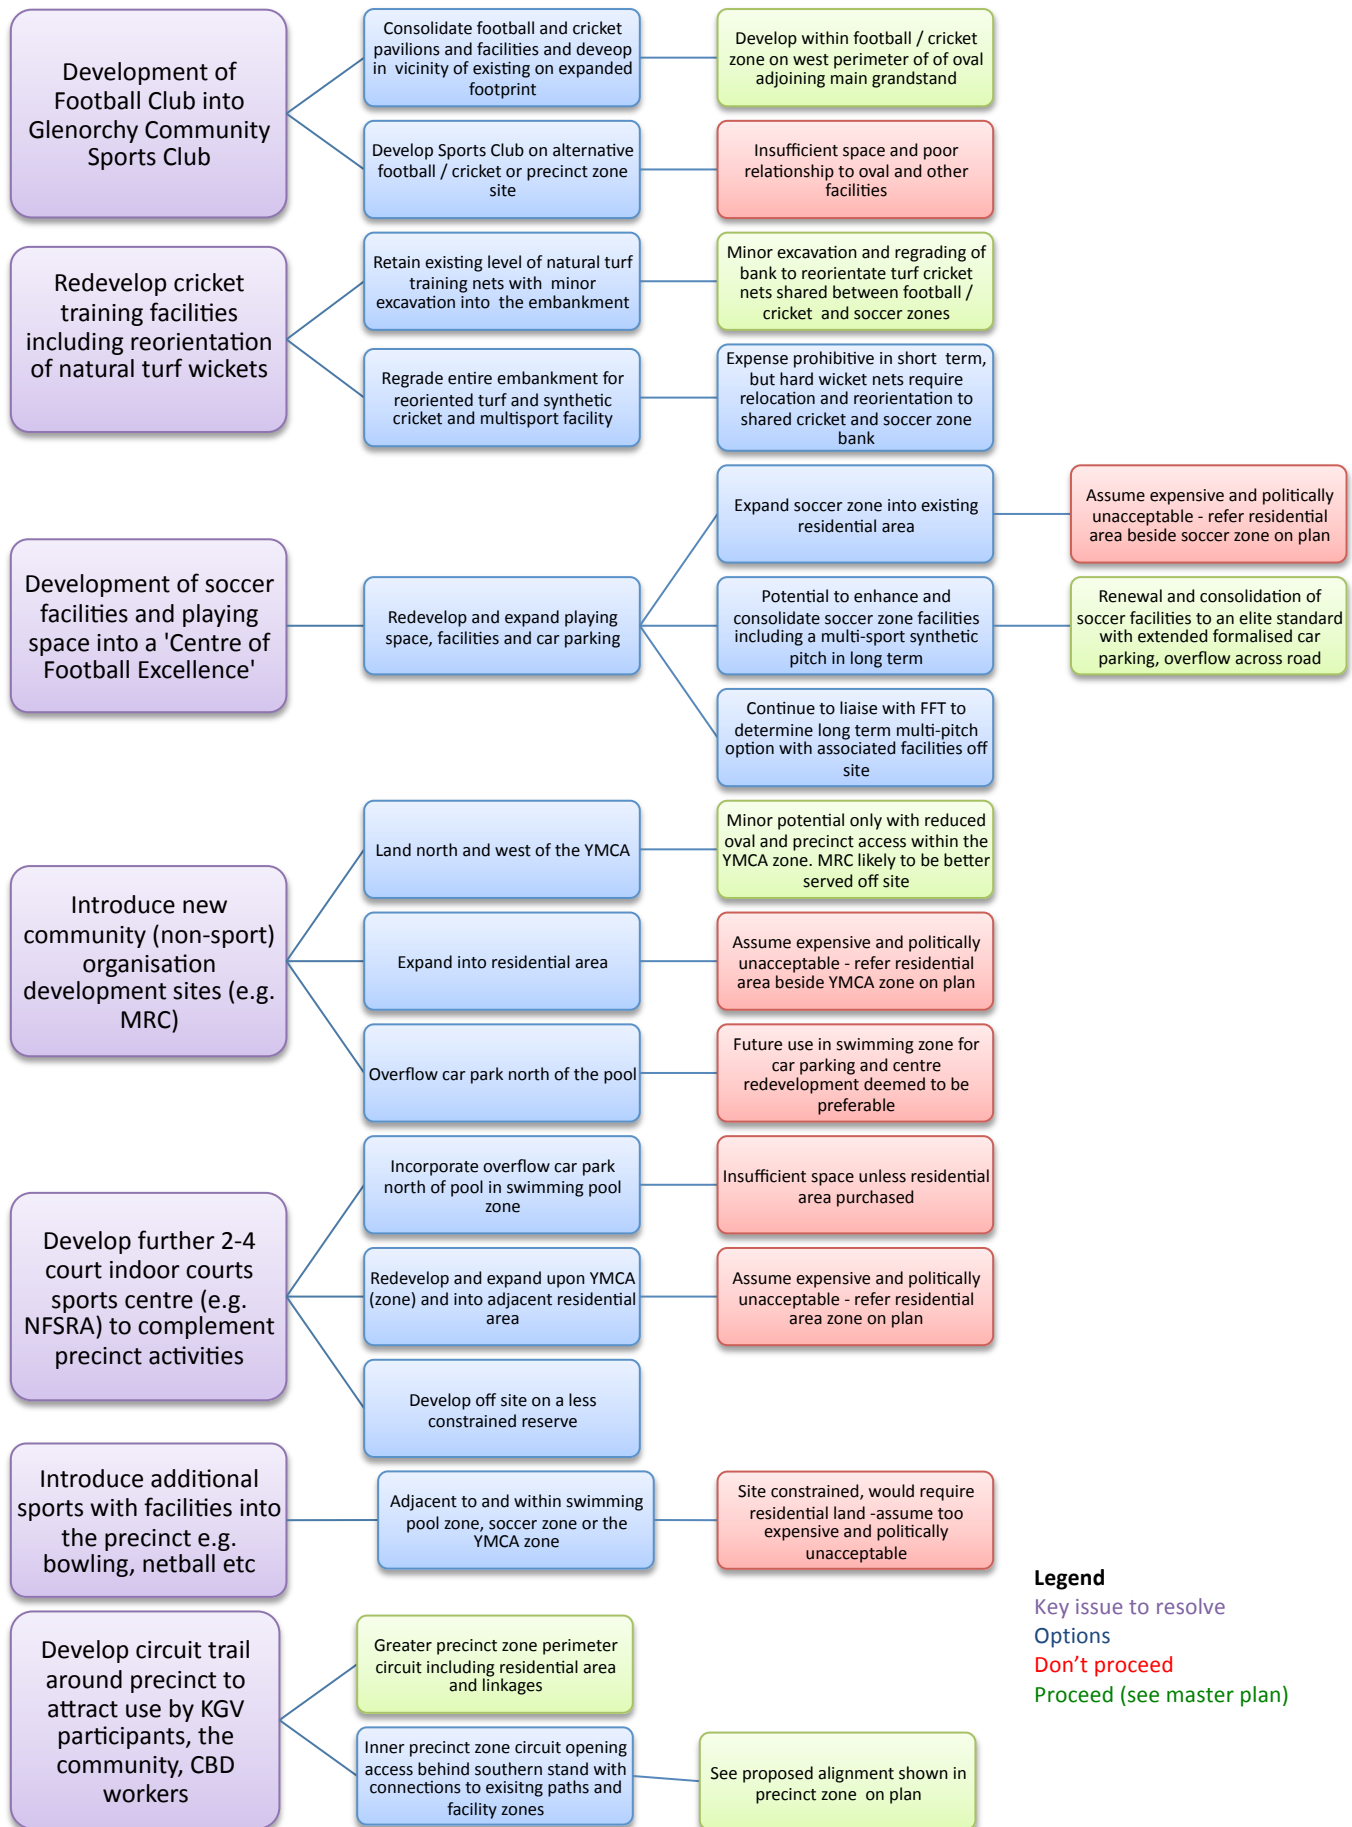 Development of
Football Club into
Glenorchy Community
Sports Club
Consolidate football and cricket
pavilions and facilities and deveop
in vicinity of existing on expanded
footprint
Develop within football / cricket
zone on west perimeter of of oval
adjoining main grandstand
Develop Sports Club on alternative
football / cricket or precinct zone
site
Insufficient space and poor
relationship to oval and other
facilities
Redevelop cricket
training facilities
including reorientation
of natural turf wickets
Retain existing level of natural turf
training nets with minor
excavation into the embankment
Minor excavation and regrading of
bank to reorientate turf cricket
nets shared between football /
cricket and soccer zones
Regrade entire embankment for
reoriented turf and synthetic
cricket and multisport facility
Expense prohibitive in short term,
but hard wicket nets require
relocation and reorientation to
shared cricket and soccer zone
bank
Development of soccer
facilities and playing
space into a 'Centre of
Football Excellence'
Redevelop and expand playing
space, facilities and car parking
Expand soccer zone into existing
residential area
Assume expensive and politically
unacceptable - refer residential
area beside soccer zone on plan
Potential to enhance and
consolidate soccer zone facilities
including a multi-sport synthetic
pitch in long term
Renewal and consolidation of
soccer facilities to an elite standard
with extended formalised car
parking, overflow across road
Continue to liaise with FFT to
determine long term multi-pitch
option with associated facilities off
site
Introduce new
community (non-sport)
organisation
development sites (e.g.
MRC)
Land north and west of the YMCA
Minor potential only with reduced
oval and precinct access within the
YMCA zone. MRC likely to be better
served off site
Expand into residential area
Assume expensive and politically
unacceptable - refer residential
area beside YMCA zone on plan
Overflow car park north of the pool
Future use in swimming zone for
car parking and centre
redevelopment deemed to be
preferable
Develop further 2-4
court indoor courts
sports centre (e.g.
NFSRA) to complement
precinct activities
Incorporate overflow car park
north of pool in swimming pool
zone
Insufficient space unless residential
area purchased
Redevelop and expand upon YMCA
(zone) and into adjacent residential
area
Assume expensive and politically
unacceptable - refer residential
area zone on plan
Develop off site on a less
constrained reserve
Introduce additional
sports with facilities into
the precinct e.g.
bowling, netball etc
Adjacent to and within swimming
pool zone, soccer zone or the
YMCA zone
Site constrained, would require
residential land -assume too
expensive and politically
unacceptable
Develop circuit trail
around precinct to
attract use by KGV
participants, the
community, CBD
workers
Greater precinct zone perimeter
circuit including residential area
and linkages
Inner precinct zone circuit opening
access behind southern stand with
connections to exisitng paths and
facility zones
See proposed alignment shown in
precinct zone on plan
Legend
Key issue to resolve
Options
Don't proceed
Proceed (see master plan)